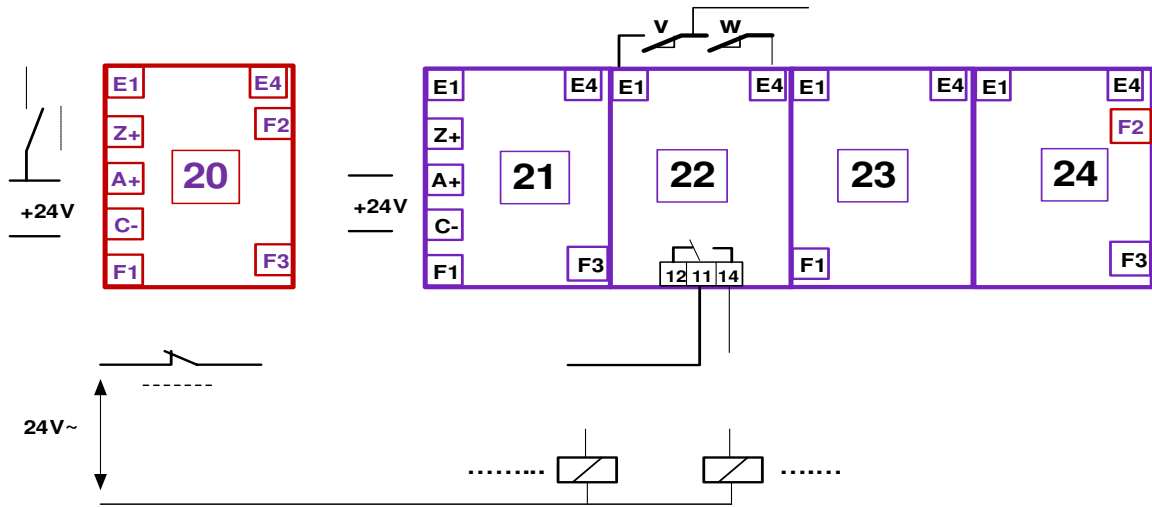 V W
E1 E4 E1 E4 E1 E4 E1 E4 E1 E4
F2 F2
Z+ Z+
20 21 22 23 24
A+ A+
+24V +24V
C- C-
F3 F3 F1 F3
F1 F1 12 11 14
24V~
......... .......